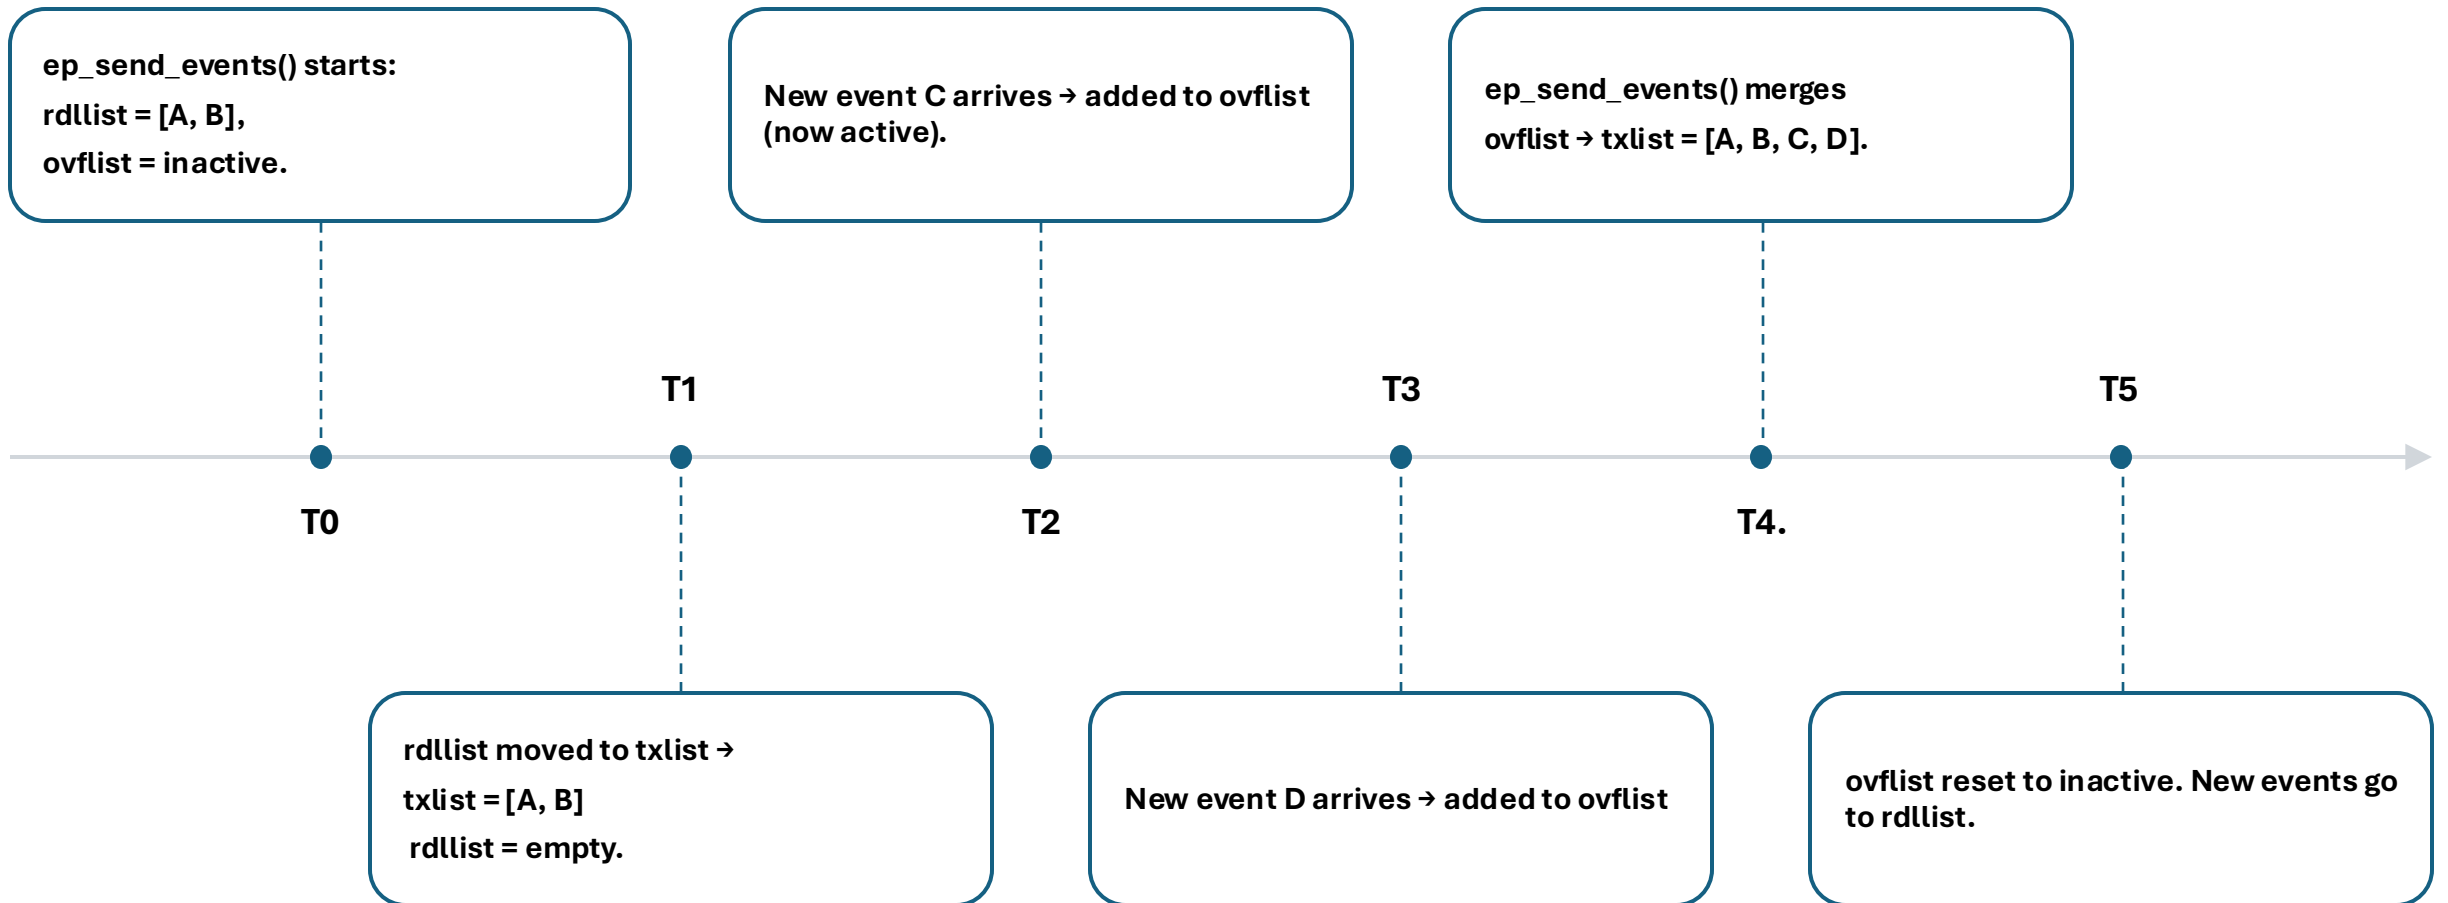 ep_send_events() starts:
rdllist = [A, B],
ovflist = inactive.
New event C arrives → added to ovflist
(now active).
ep_send_events() merges
ovflist → txlist = [A, B, C, D].
T1
T3
T5
T0
T2
T4.
rdllist moved to txlist →
txlist = [A, B]
rdllist = empty.
New event D arrives → added to ovflist
ovflist reset to inactive. New events go
to rdllist.